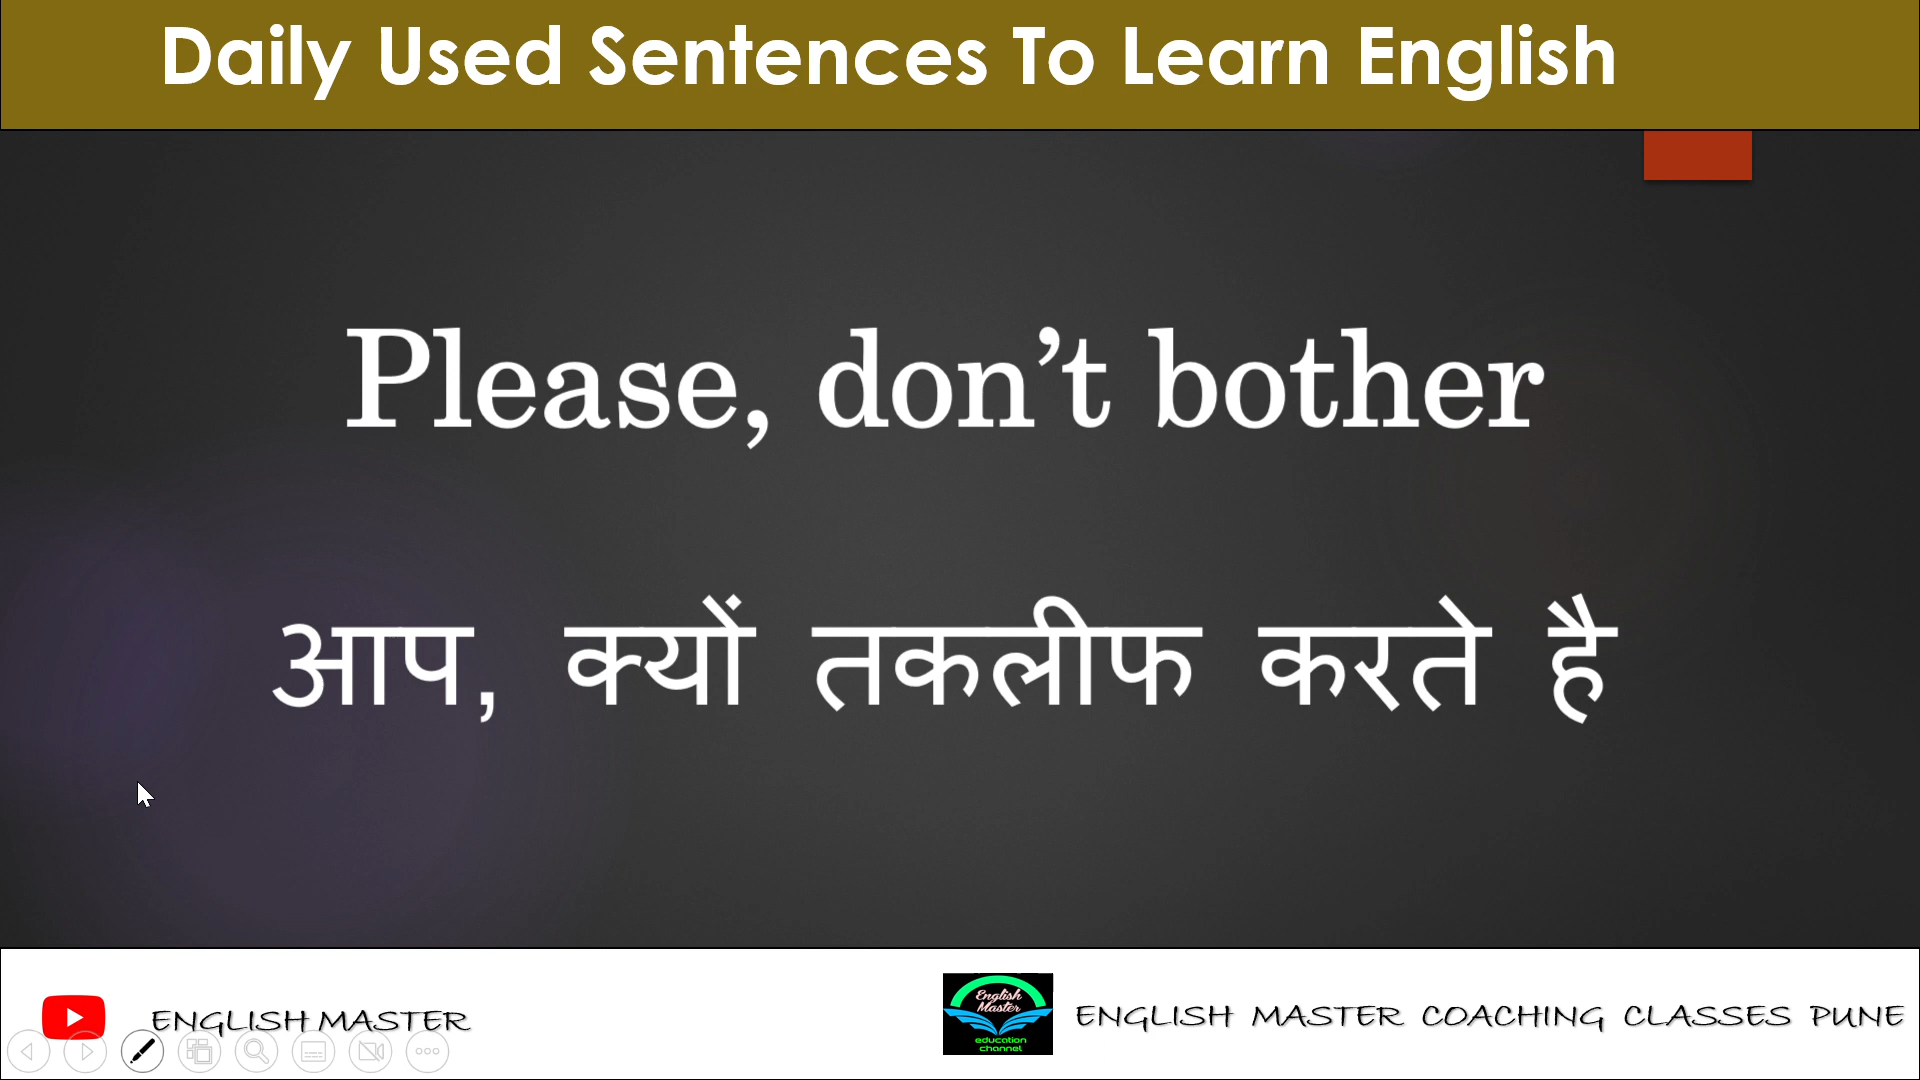 Daily Used Sentences To Learn English
Please, don’t bother
आप, क्यों तकलीफ करते है
ENGLISH MASTER
English
Master
education
channel
ENGLISH MASTER COACHING CLASSES PUNE